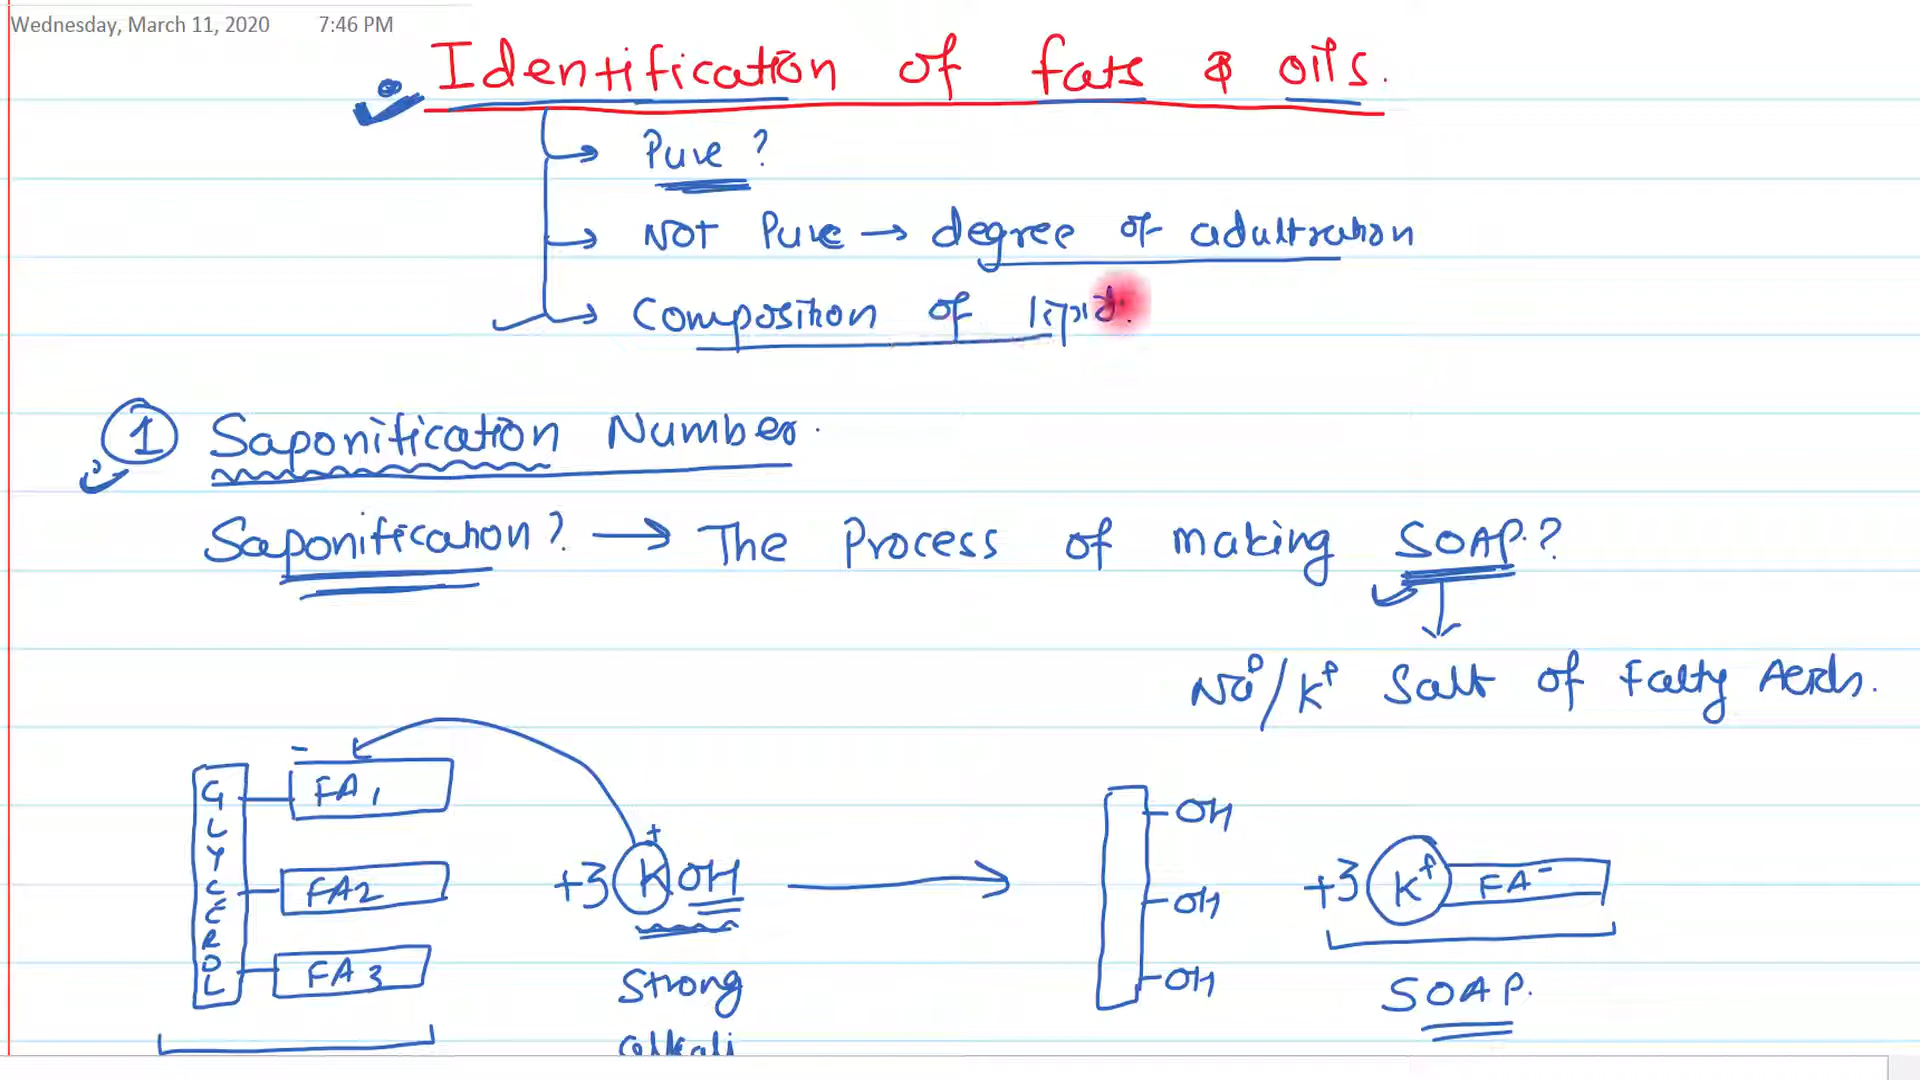 Wednesday, March 11, 2020 7:46 PM
Identification of fats & oils.
Pure ?
NOT Pure → degree of adultration
Composition of lipid.
1 Saponification Number.
Saponification? → The Process of making SOAP.?
Na⁺/K⁺ Salt of Fatty Acids.
GLYCEROL
- FA1
FA2
FA3
+3 K⁺OH
Strong
alkali
-OH
-OH
-OH
+3 K⁺ FA⁻
SOAP.